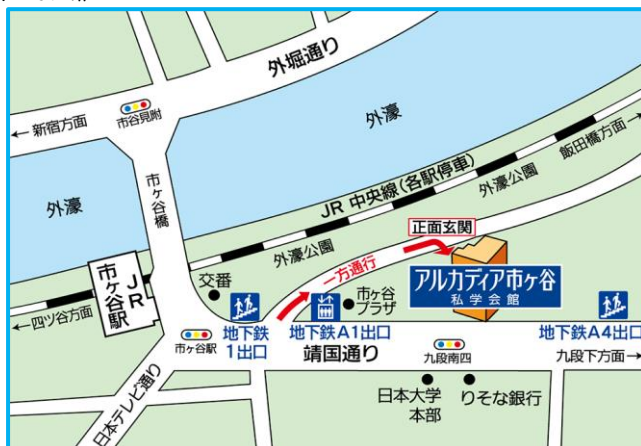 外堀通り
市谷見附
←新宿方面
外濠
飯田橋方面→
外濠
市ヶ谷橋
JR 中央線(各駅停車)
外濠公園
正面玄関
外濠公園
一方通行
アルカディア市ヶ谷
私学会館
JR
市ヶ谷駅
交番
市ヶ谷
プラザ
←四ツ谷方面
地下鉄
1出口
地下鉄A1出口
地下鉄A4出口
市ヶ谷駅
靖国通り
九段南四
九段下方面→
日本テレビ通り
日本大学
本部
りそな銀行